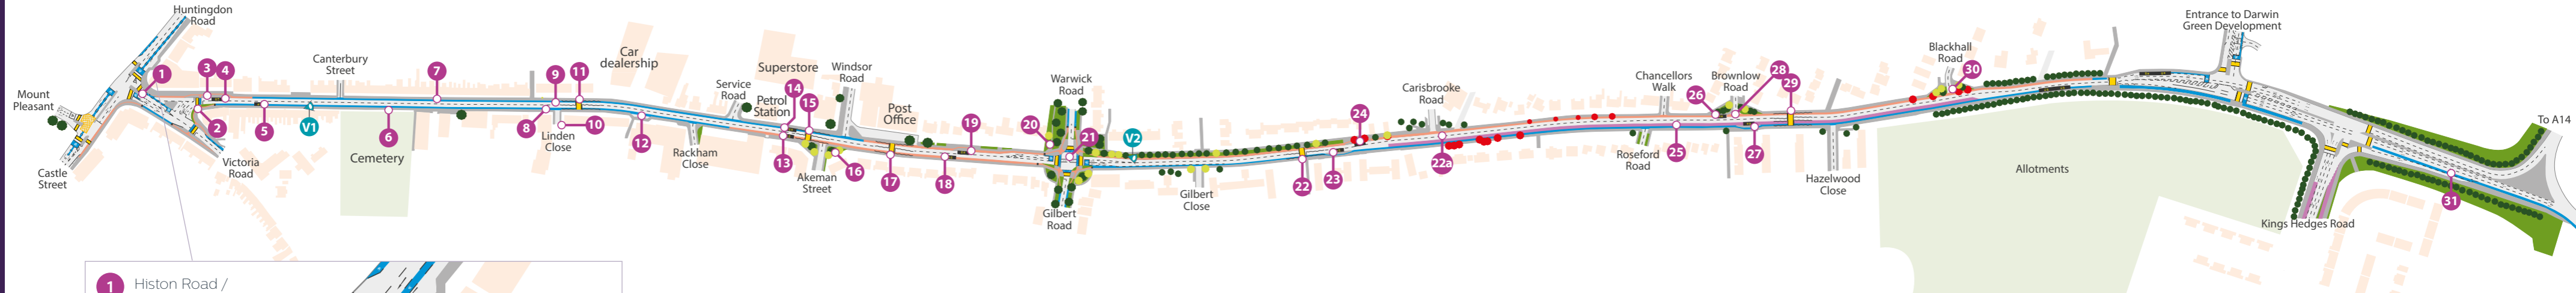 Huntingdon
Road
Mount
Pleasant
Castle
Street
1
3
4
2
5
Victoria
Road
V1
Canterbury
Street
6
Cemetery
7
8
9
11
10
Linden
Close
Car
dealership
12
Rackham
Close
Service
Road
Superstore
Petrol
Station
14
15
13
Windsor
Road
Akeman
Street
16
Post
Office
17
18
19
20
Warwick
Road
21
V2
Gilbert
Road
Gilbert
Close
22
23
24
Carisbrooke
Road
22a
Chancellors
Walk
Roseford
Road
25
26
Brownlow
Road
28
29
27
Hazelwood
Close
Blackhall
Road
30
Allotments
Entrance to Darwin
Green Development
Kings Hedges Road
31
To A14
1 Histon Road /